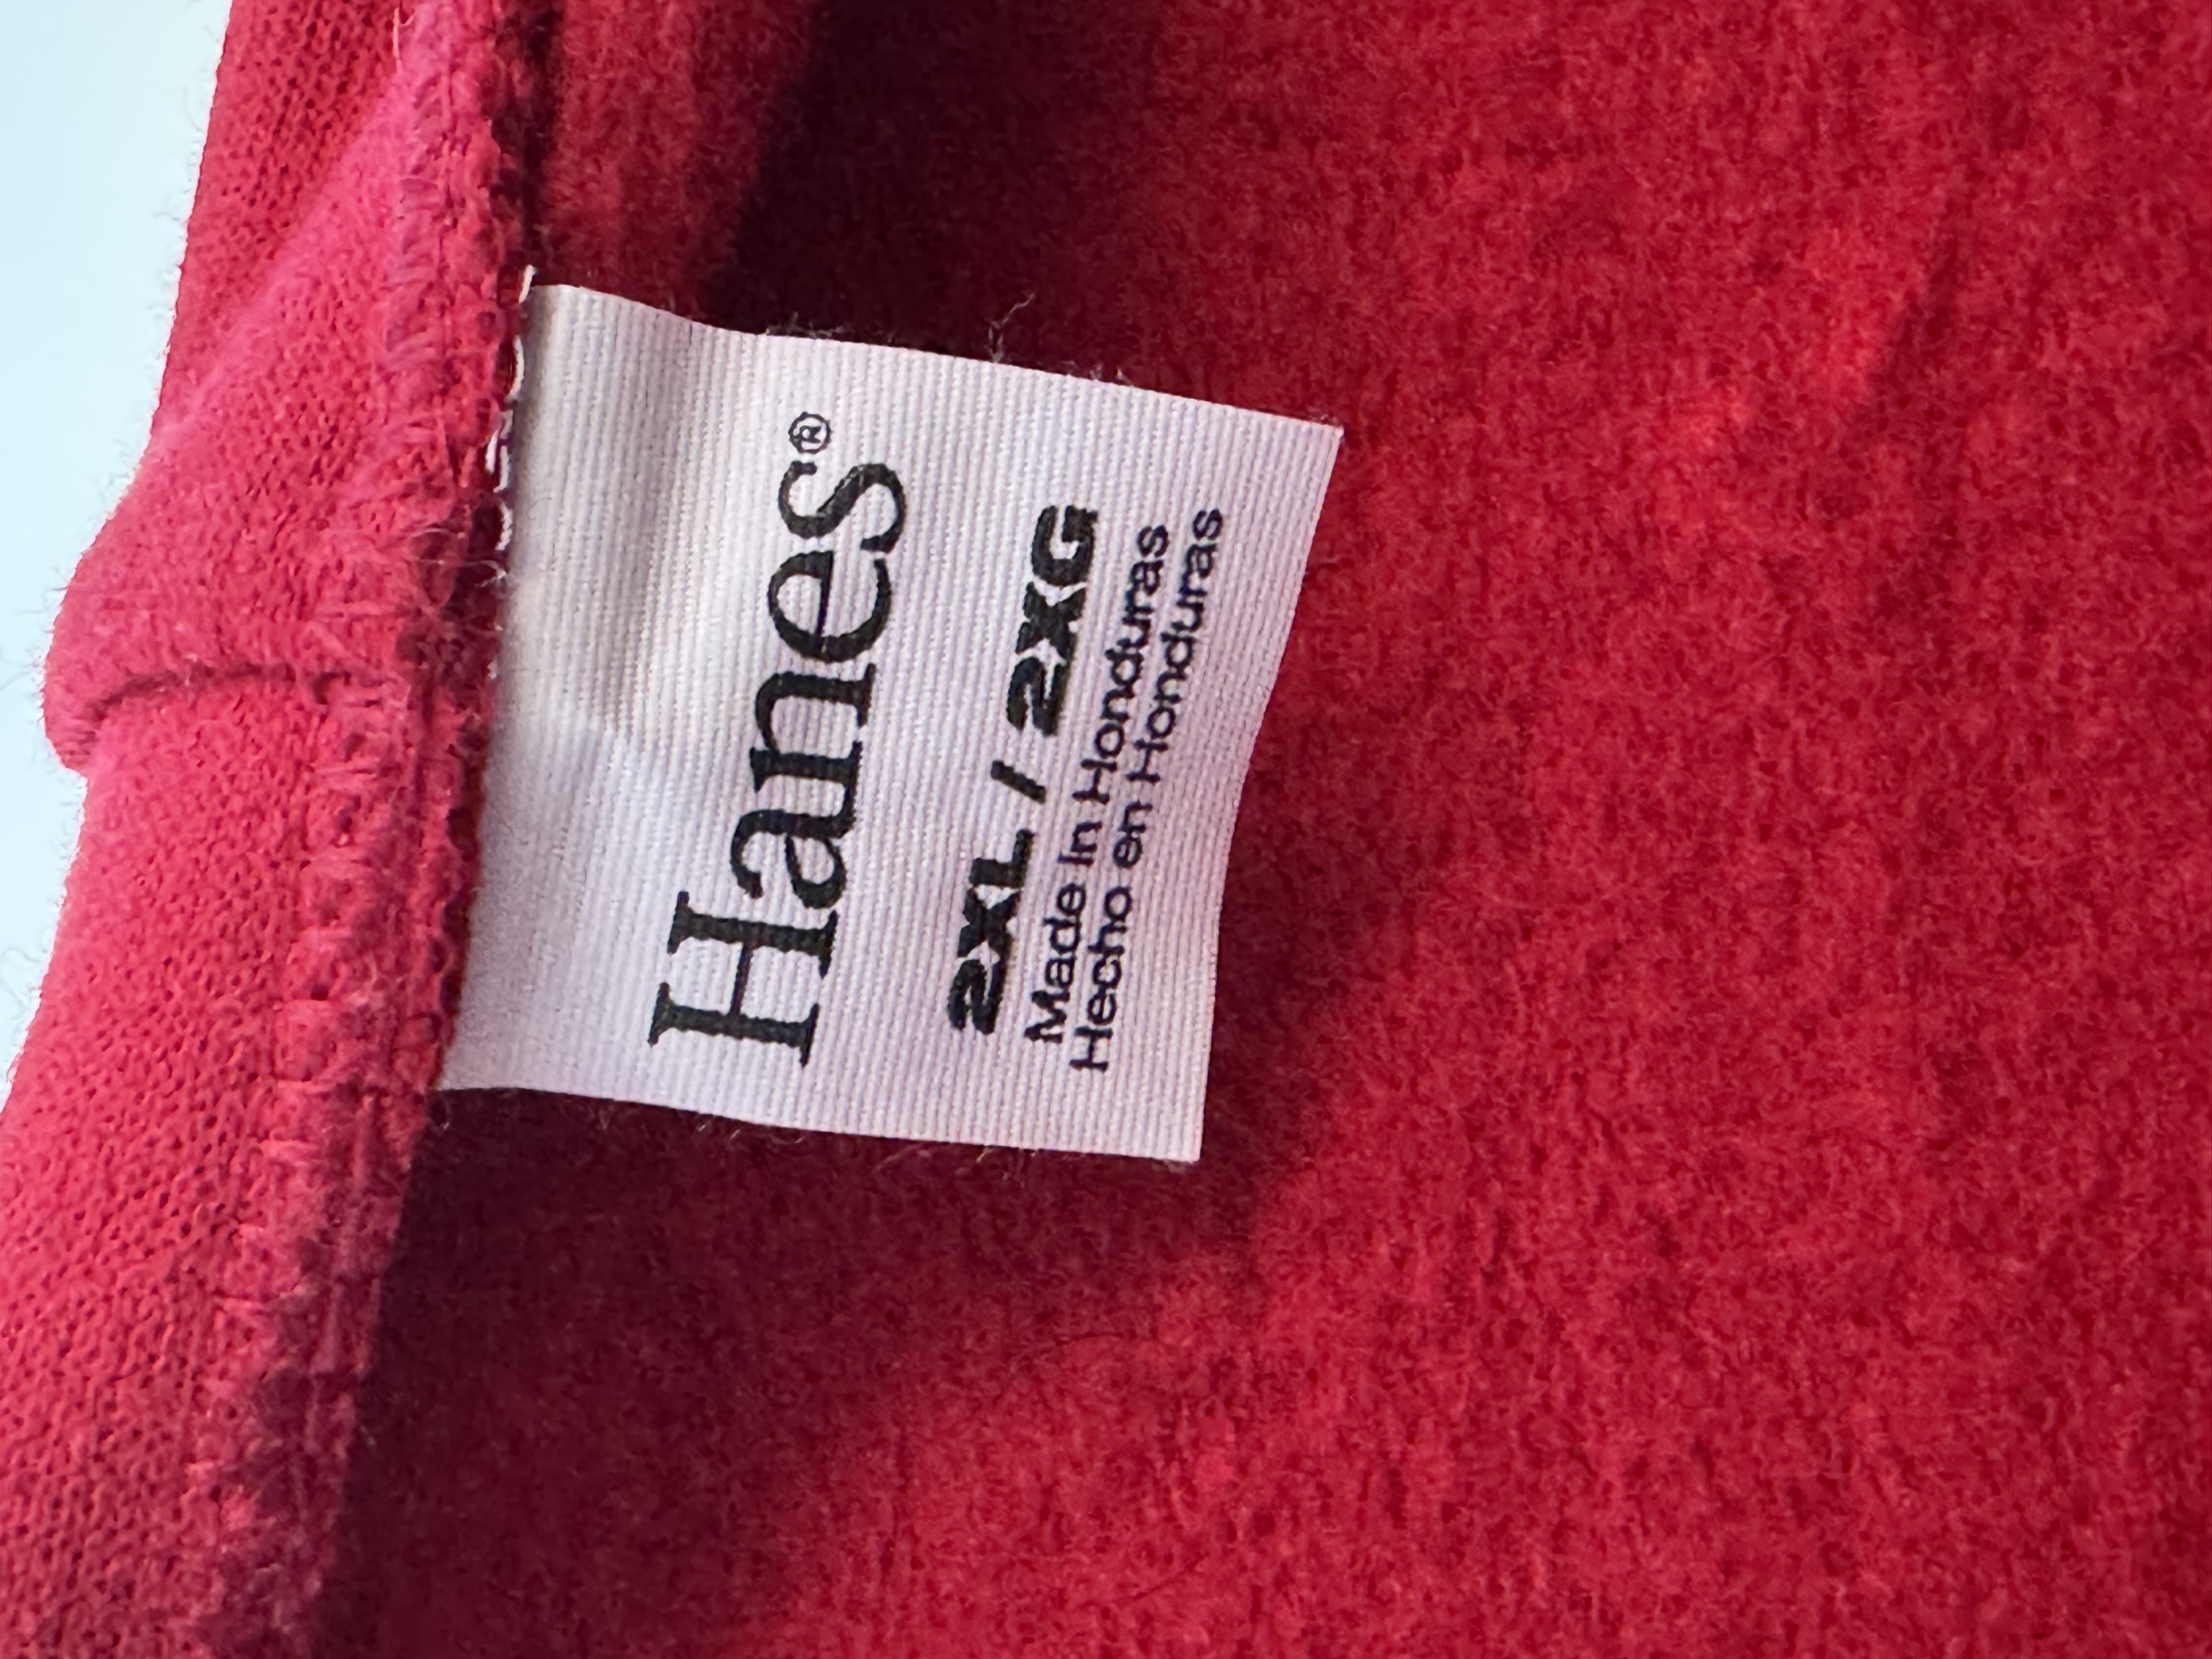 Hanes®
2XL / 2XG
Made In Honduras
Hecho en Honduras